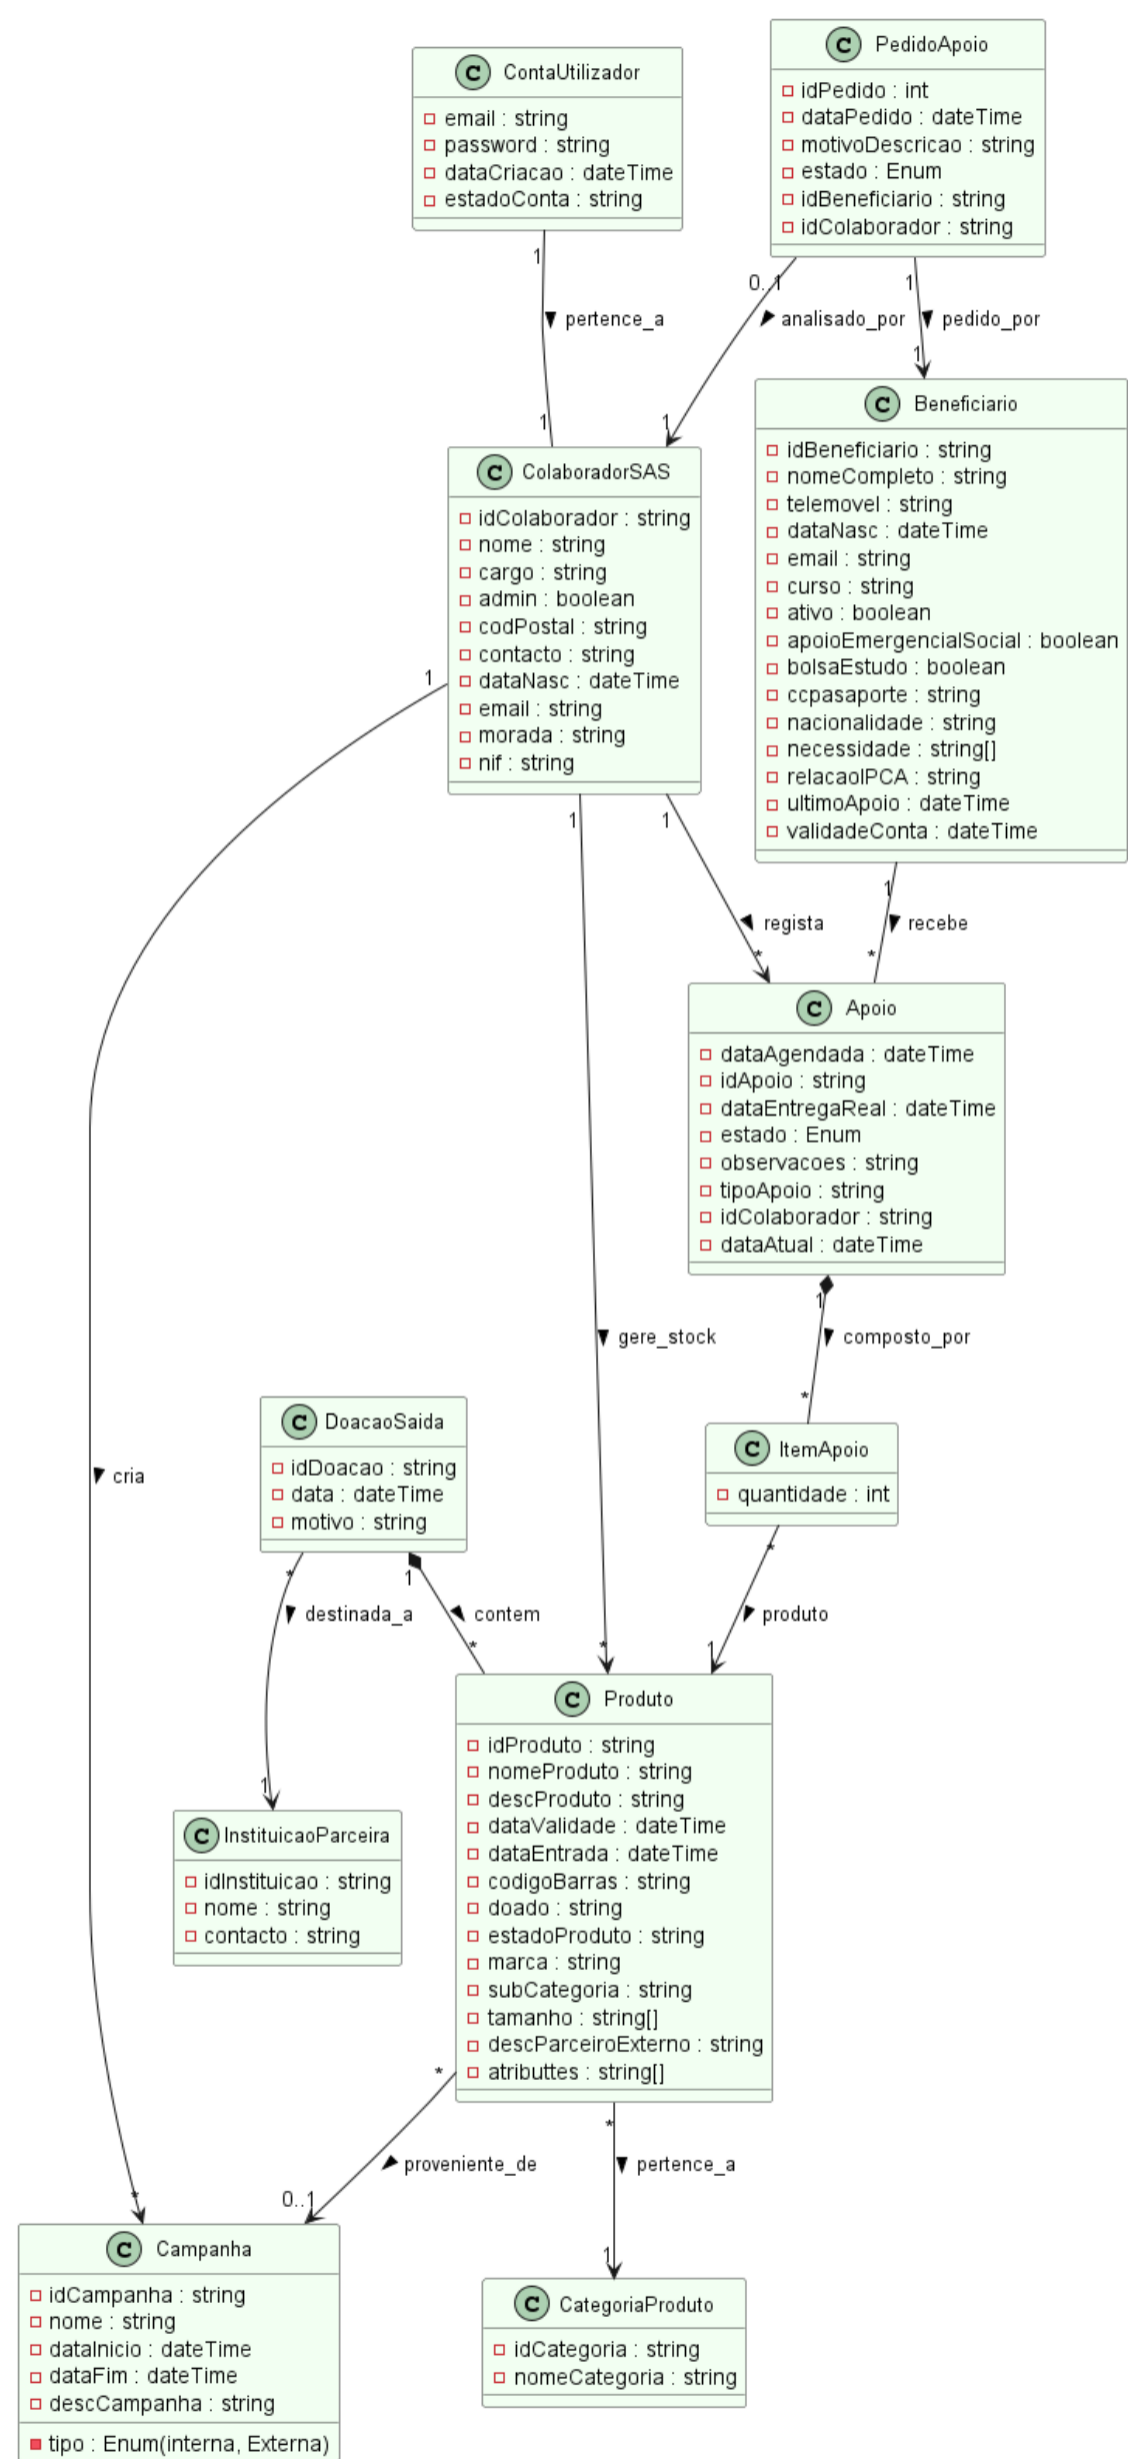 ContaUtilizador
email : string
password : string
dataCriacao : dateTime
estadoConta : string
PedidoApoio
idPedido : int
dataPedido : dateTime
motivoDescricao : string
estado : Enum
idBeneficiario : string
idColaborador : string
1
pertence_a
1
0..1
analisado_por
1
1
pedido_por
1
ColaboradorSAS
idColaborador : string
nome : string
cargo : string
admin : boolean
codPostal : string
contacto : string
dataNasc : dateTime
email : string
morada : string
nif : string
Beneficiario
idBeneficiario : string
nomeCompleto : string
telemovel : string
dataNasc : dateTime
email : string
curso : string
ativo : boolean
apoioEmergencialSocial : boolean
bolsaEstudo : boolean
ccpasaporte : string
nacionalidade : string
necessidade : string[]
relacaoIPCA : string
ultimoApoio : dateTime
validadeConta : dateTime
1
1
1
regista
*
1
recebe
*
Apoio
dataAgendada : dateTime
idApoio : string
dataEntregaReal : dateTime
estado : Enum
observacoes : string
tipoApoio : string
idColaborador : string
dataAtual : dateTime
gere_stock
1
composto_por
*
cria
DoacaoSaida
idDoacao : string
data : dateTime
motivo : string
ItemApoio
quantidade : int
*
destinada_a
1
1
contem
*
*
*
produto
1
InstituicaoParceira
idInstituicao : string
nome : string
contacto : string
Produto
idProduto : string
nomeProduto : string
descProduto : string
dataValidade : dateTime
dataEntrada : dateTime
codigoBarras : string
doado : string
estadoProduto : string
marca : string
subCategoria : string
tamanho : string[]
descParceiroExterno : string
atributtes : string[]
*
proveniente_de
0..1
*
pertence_a
1
*
Campanha
idCampanha : string
nome : string
dataInicio : dateTime
dataFim : dateTime
descCampanha : string
tipo : Enum(interna, Externa)
CategoriaProduto
idCategoria : string
nomeCategoria : string